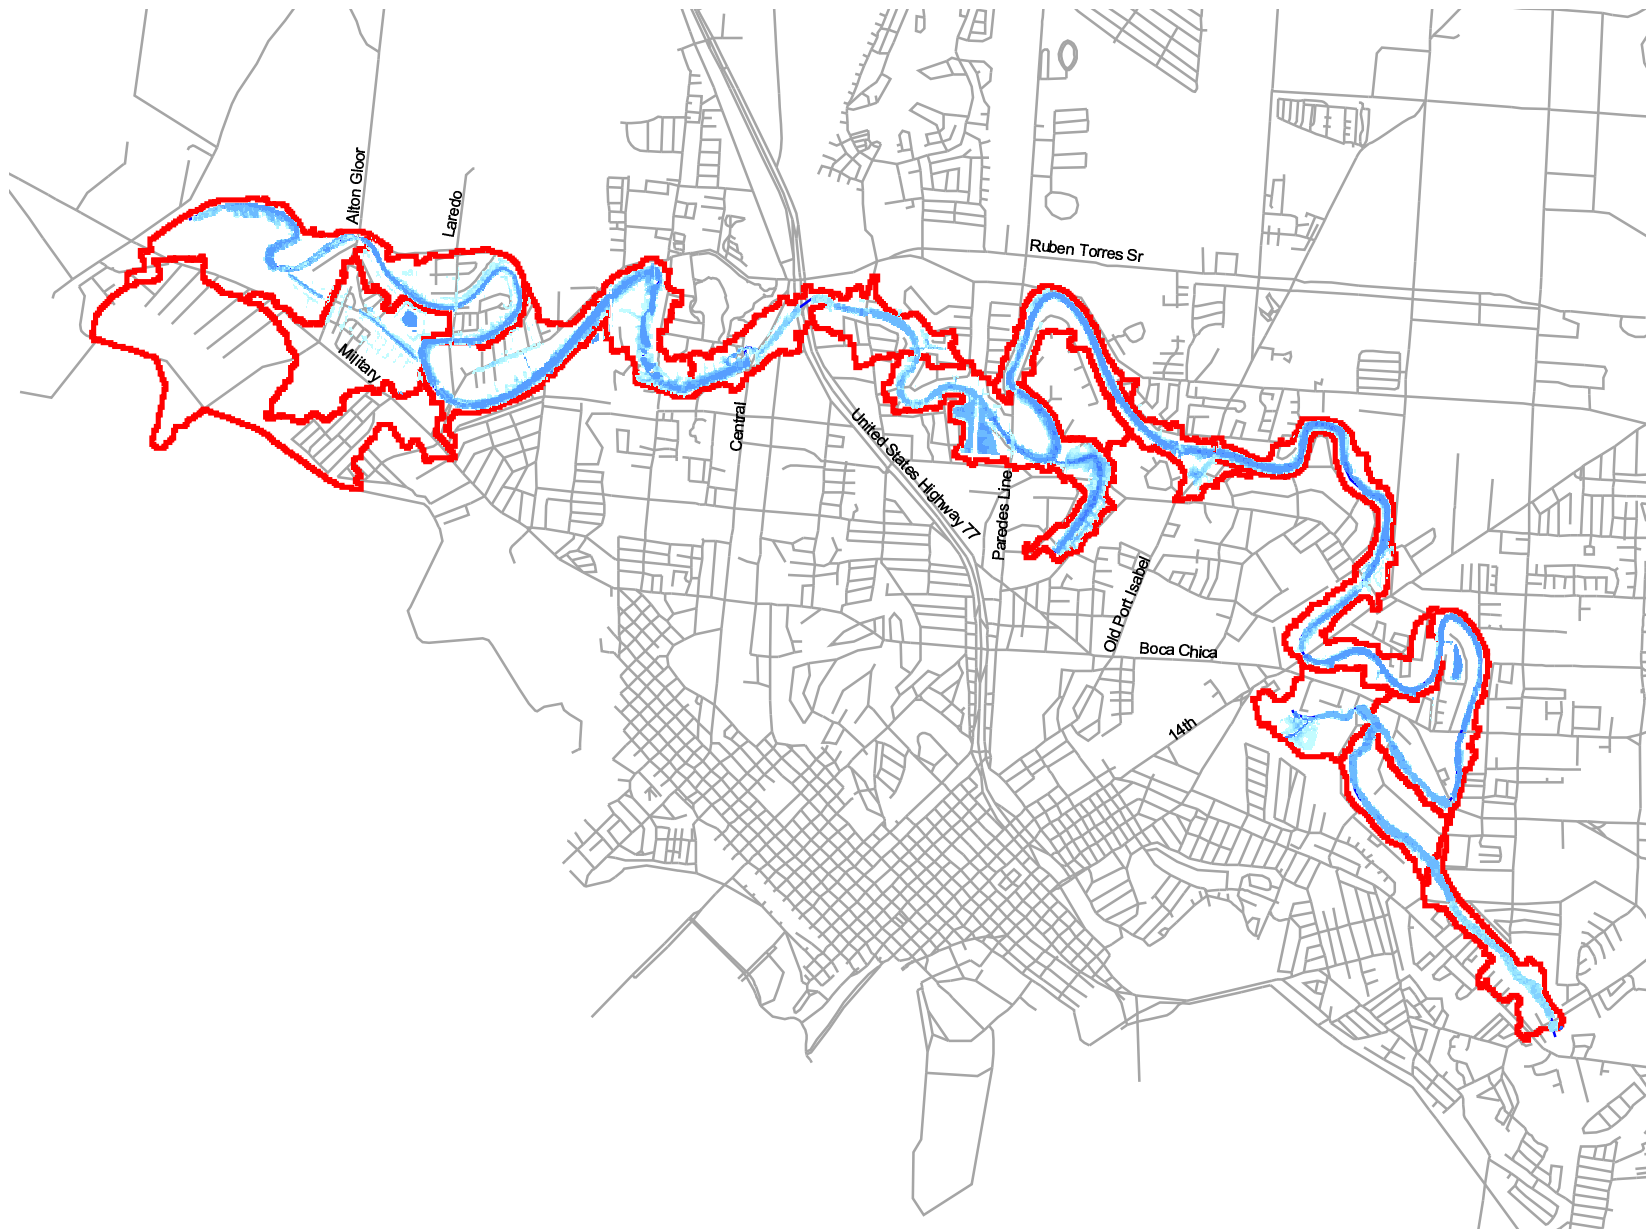 Alton Gloor
Laredo
Ruben Torres Sr
Military
Central
United States Highway 77
Paredes Line
Old Port Isabel
Boca Chica
14th